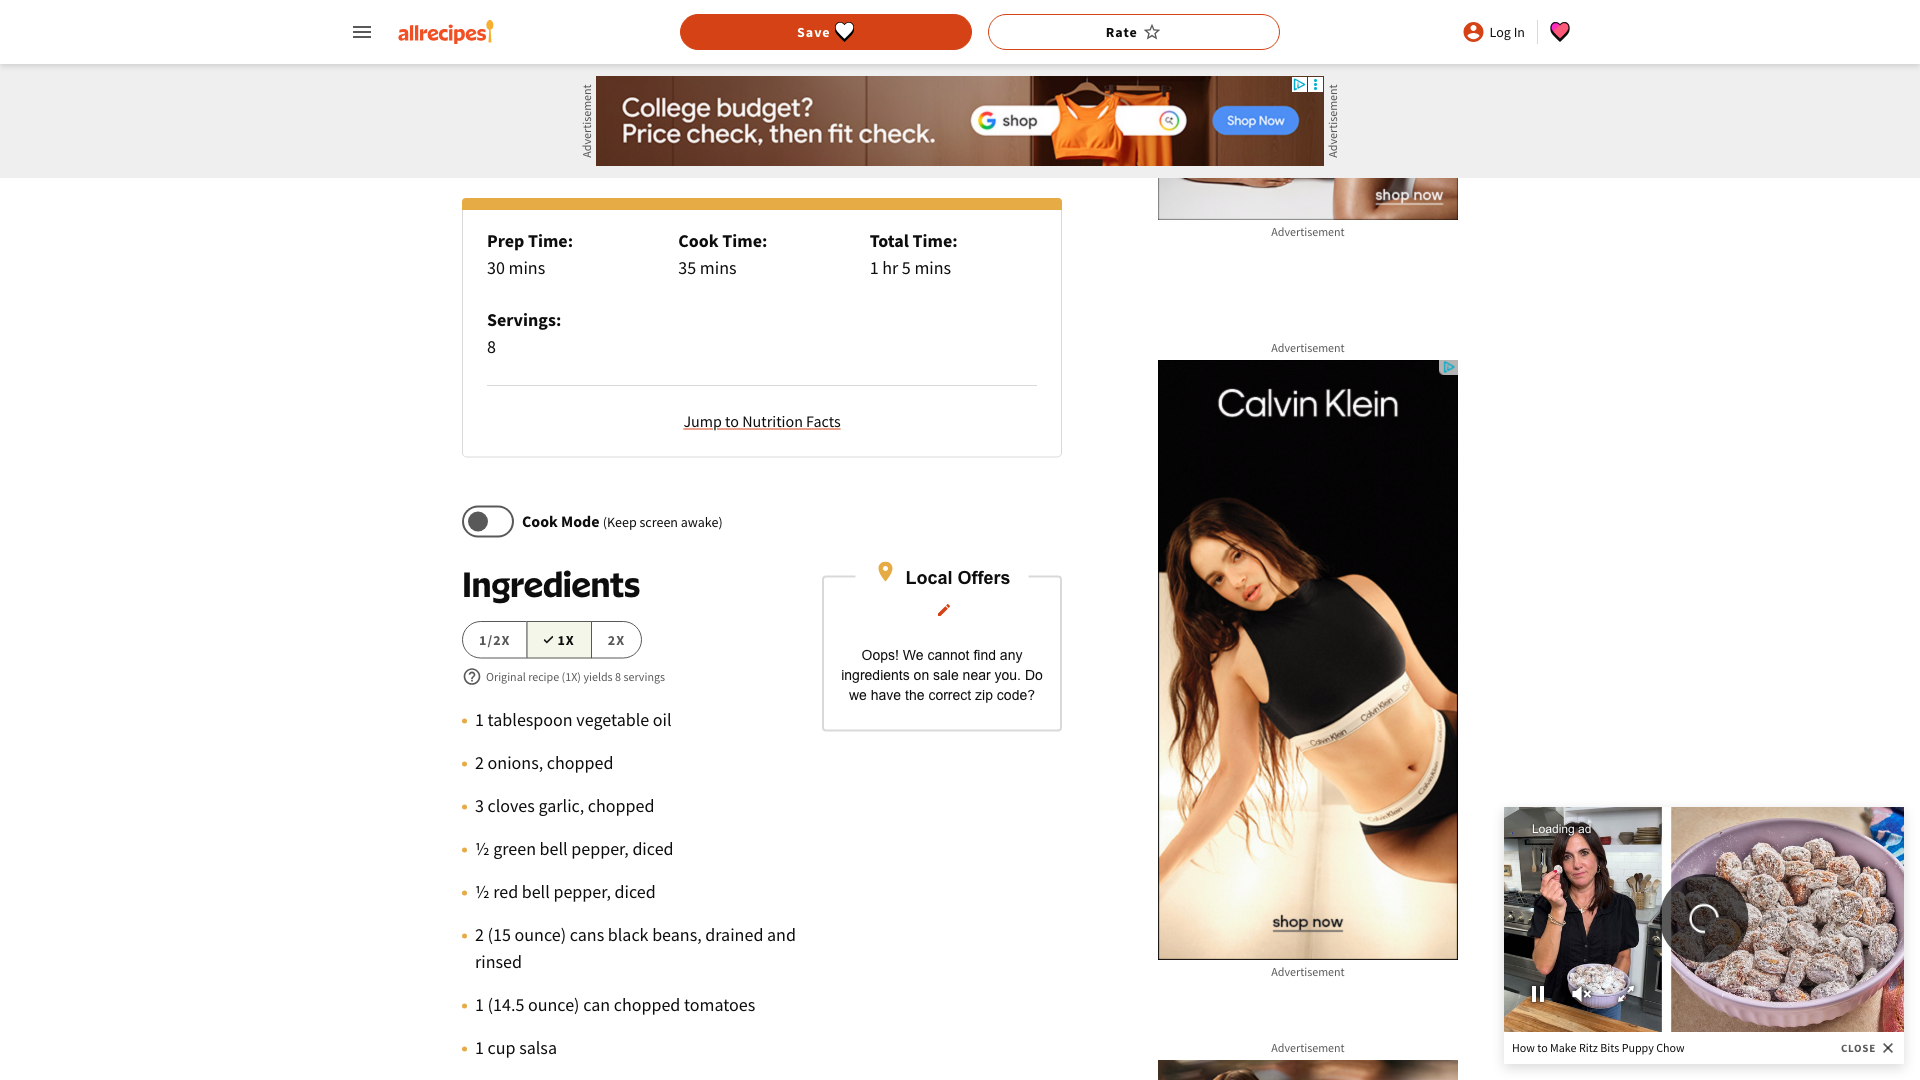 allrecipes
Save
Rate
Log In
Advertisement
College budget?
Price check, then fit check.
shop
Shop Now
Advertisement
shop now
Advertisement
Prep Time:
30 mins
Cook Time:
35 mins
Total Time:
1 hr 5 mins
Servings:
8
Jump to Nutrition Facts
Cook Mode (Keep screen awake)
Ingredients
1/2X
1X
2X
Original recipe (1X) yields 8 servings
1 tablespoon vegetable oil
2 onions, chopped
3 cloves garlic, chopped
½ green bell pepper, diced
½ red bell pepper, diced
2 (15 ounce) cans black beans, drained and
rinsed
1 (14.5 ounce) can chopped tomatoes
1 cup salsa
Local Offers
Oops! We cannot find any
ingredients on sale near you. Do
we have the correct zip code?
Advertisement
Calvin Klein
Calvin Klein
Calvin Klein
Calvin Klein
shop now
Advertisement
Advertisement
Loading ad
How to Make Ritz Bits Puppy Chow
CLOSE